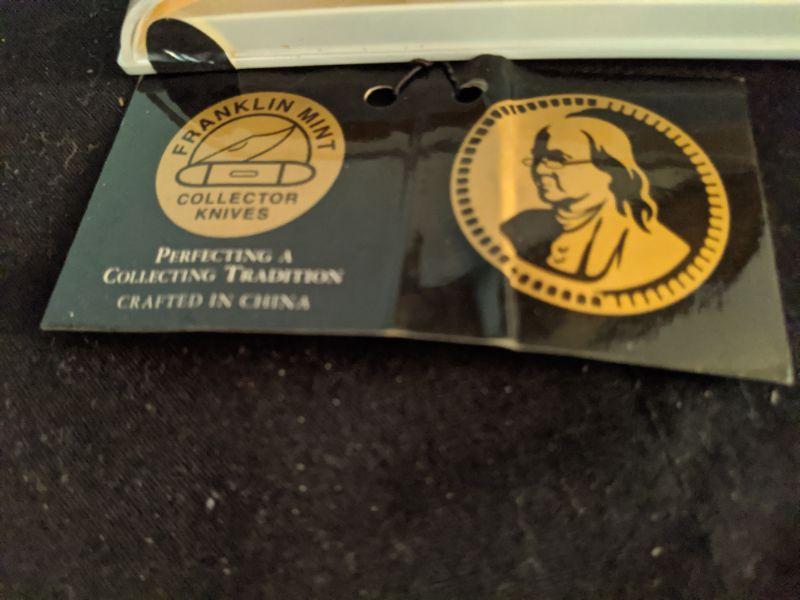 FRANKLIN MINT
COLLECTOR
KNIVES
PERFECTING A
COLLECTING TRADITION
CRAFTED IN CHINA